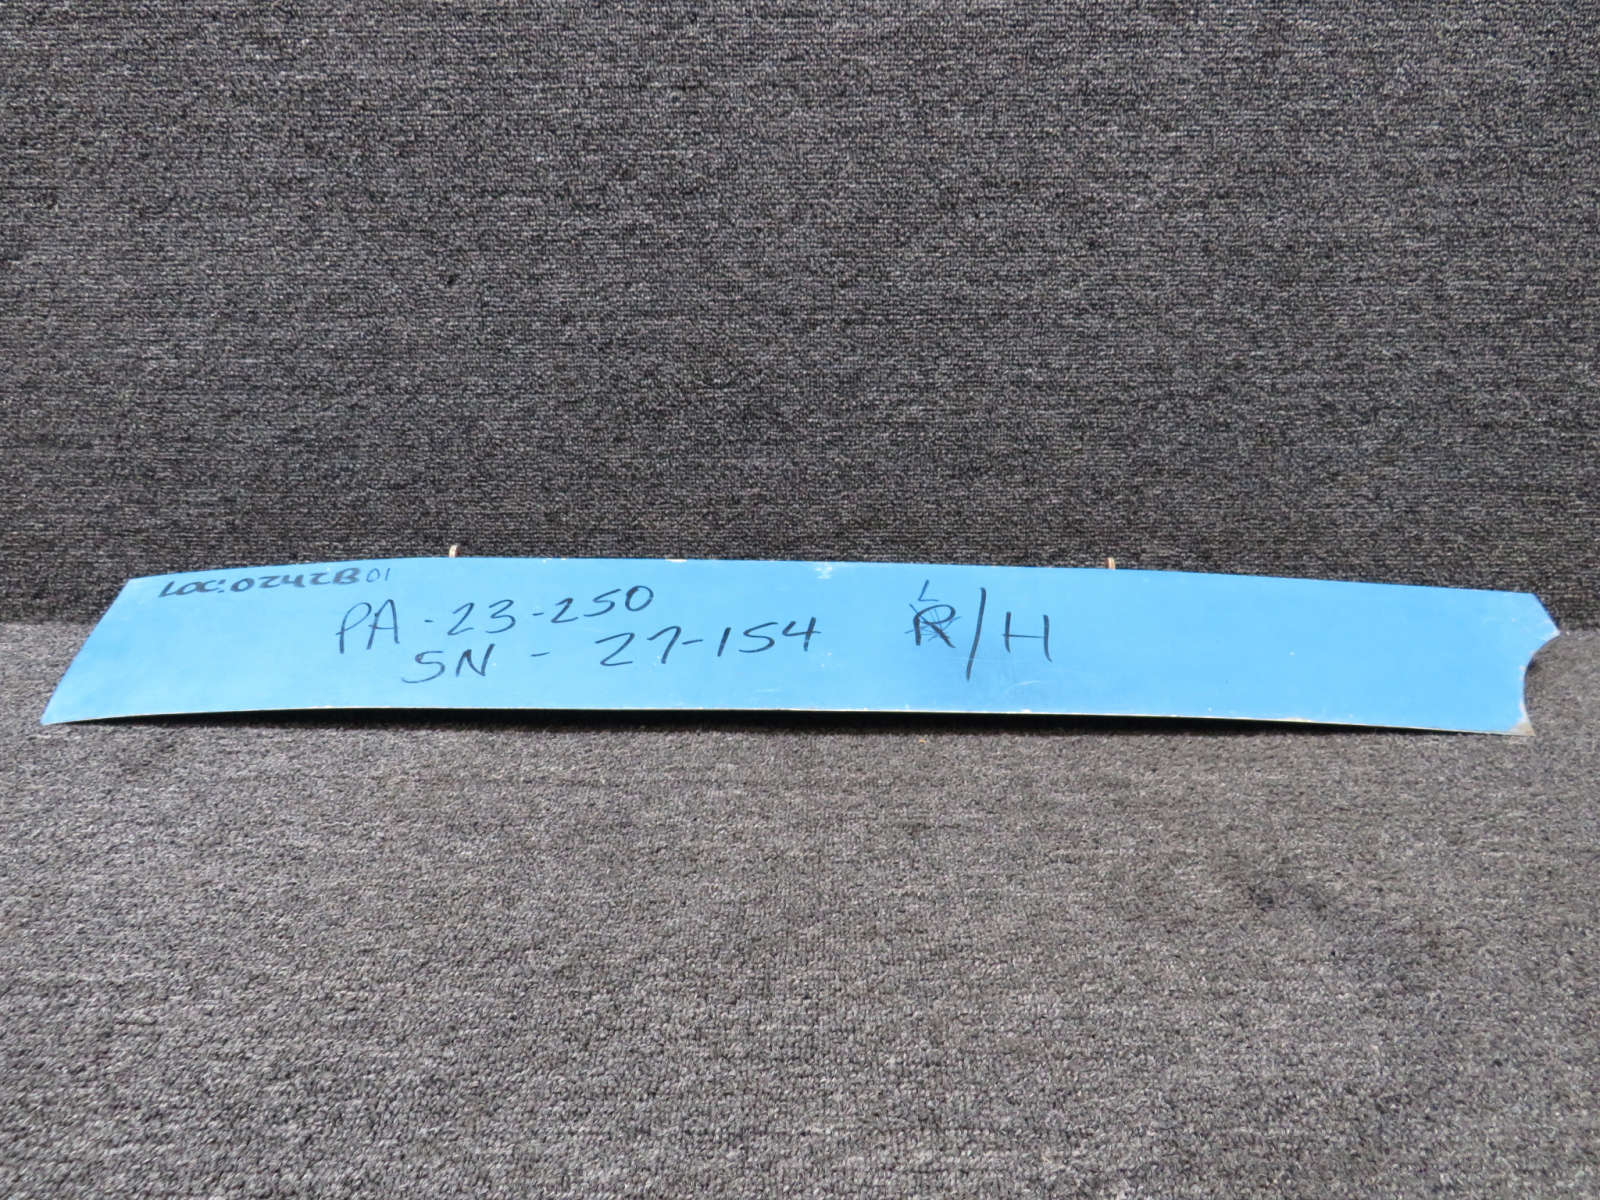 LOC:0242B01
PA-23-250
SN - 27-154
L/H